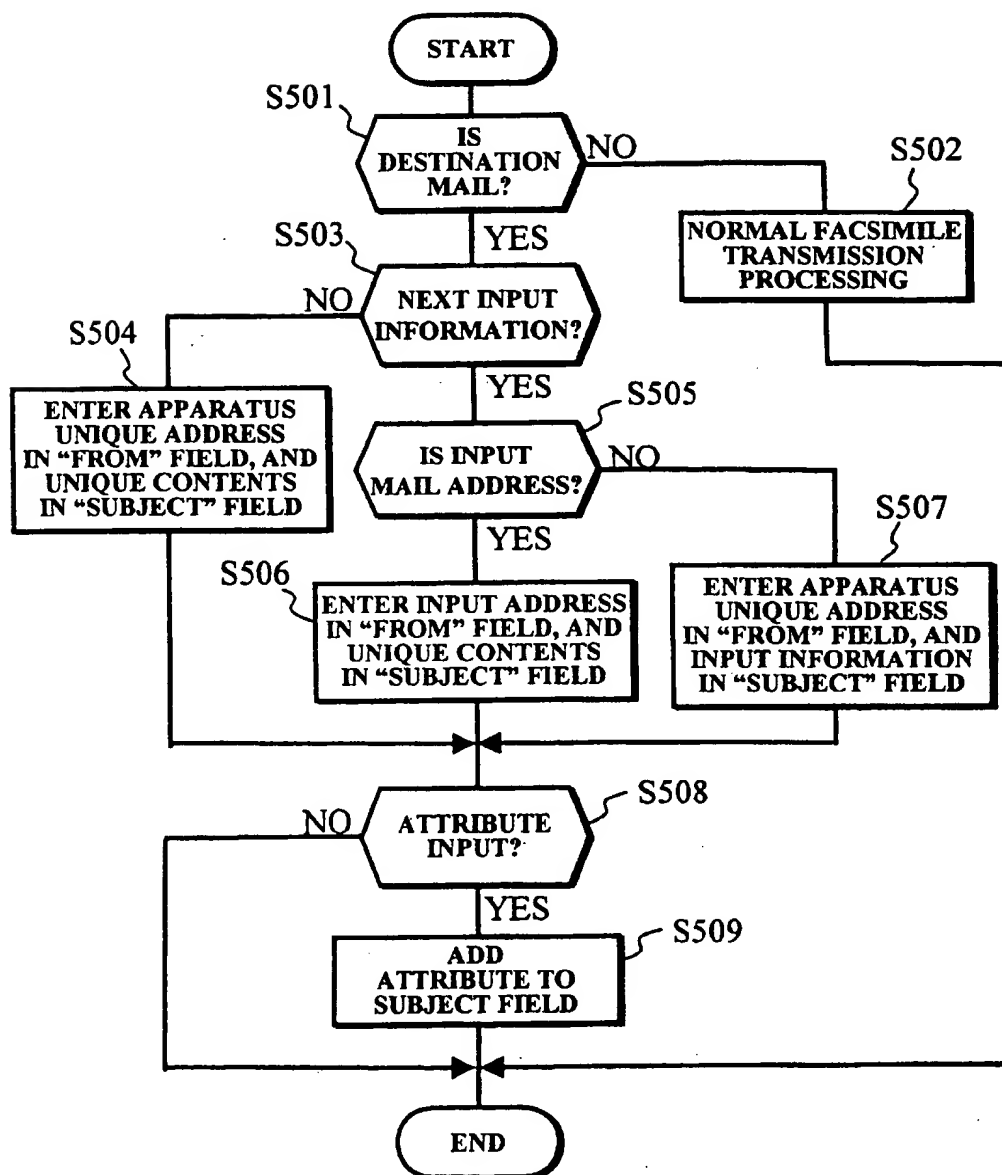 START
S501
IS
DESTINATION
MAIL?
NO
S502
NORMAL FACSIMILE
TRANSMISSION
PROCESSING
YES
S503
NEXT INPUT
INFORMATION?
NO
S504
ENTER APPARATUS
UNIQUE ADDRESS
IN “FROM” FIELD, AND
UNIQUE CONTENTS
IN “SUBJECT” FIELD
YES
S505
IS INPUT
MAIL ADDRESS?
NO
S507
ENTER APPARATUS
UNIQUE ADDRESS
IN “FROM” FIELD, AND
INPUT INFORMATION
IN “SUBJECT” FIELD
YES
S506
ENTER INPUT ADDRESS
IN “FROM” FIELD, AND
UNIQUE CONTENTS
IN “SUBJECT” FIELD
S508
NO
ATTRIBUTE
INPUT?
YES
S509
ADD
ATTRIBUTE TO
SUBJECT FIELD
END